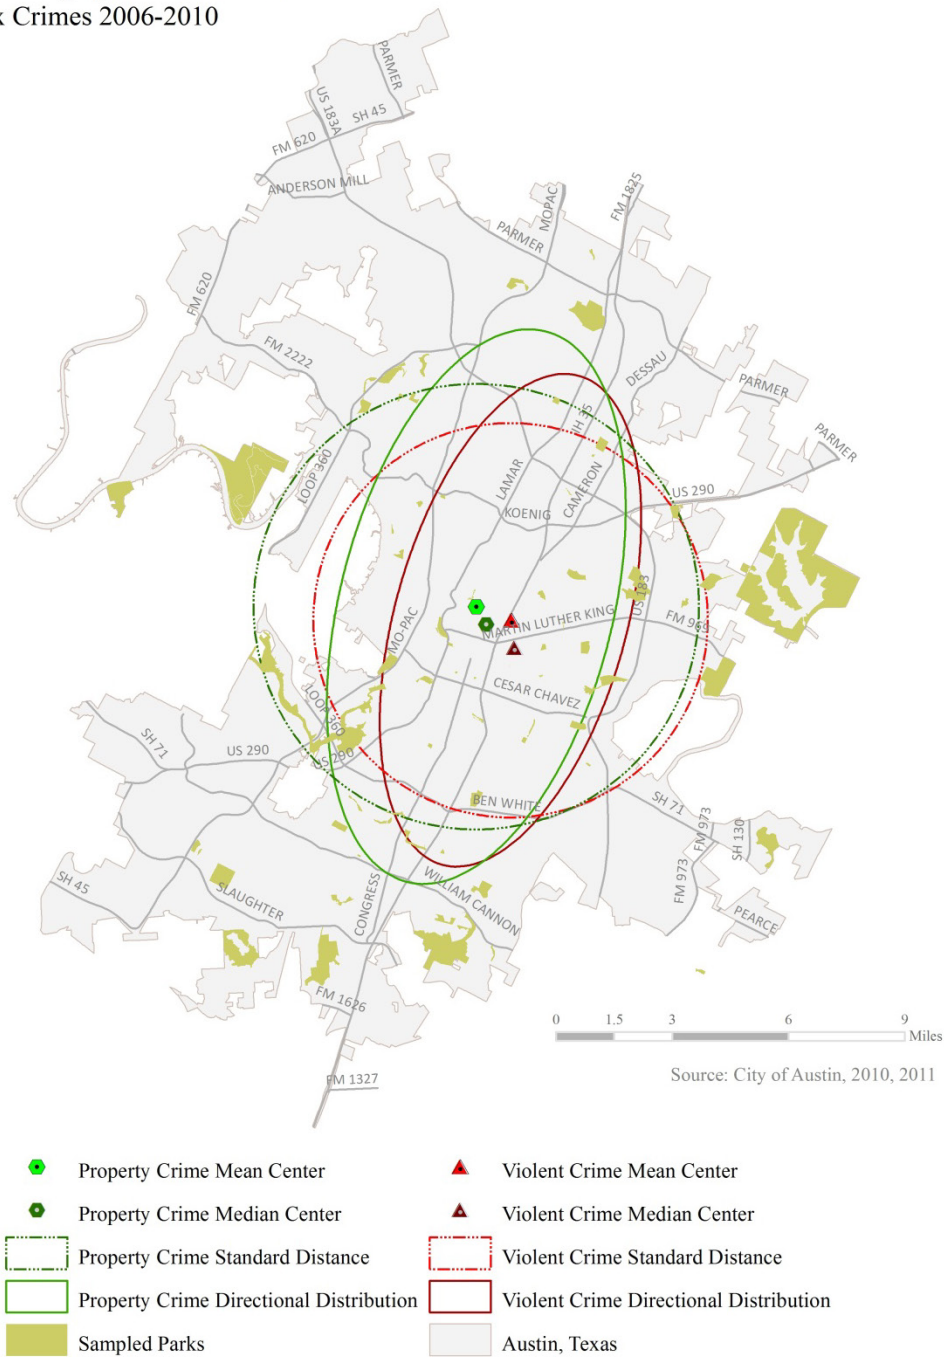 Crimes 2006-2010
PARMER
US 183A
SH 45
FM 620
ANDERSON MILL
MOPAC
FM 1825
PARMER
FM 620
FM 2222
DESSAU
PARMER
IH 35
PARMER
LOOP 360
LAMAR
CAMERON
US 290
KOENIG
US 183
MARTIN LUTHER KING
FM 969
MO-PAC
CESAR CHAVEZ
LOOP 360
SH 71
US 290
US 290
BEN WHITE
SH 71
FM 973
SH 130
FM 973
SH 45
SLAUGHTER
CONGRESS
WILLIAM CANNON
PEARCE
FM 1626
0 1.5 3 6 9
Miles
FM 1327
Source: City of Austin, 2010, 2011
Property Crime Mean Center
Violent Crime Mean Center
Property Crime Median Center
Violent Crime Median Center
Property Crime Standard Distance
Violent Crime Standard Distance
Property Crime Directional Distribution
Violent Crime Directional Distribution
Sampled Parks
Austin, Texas